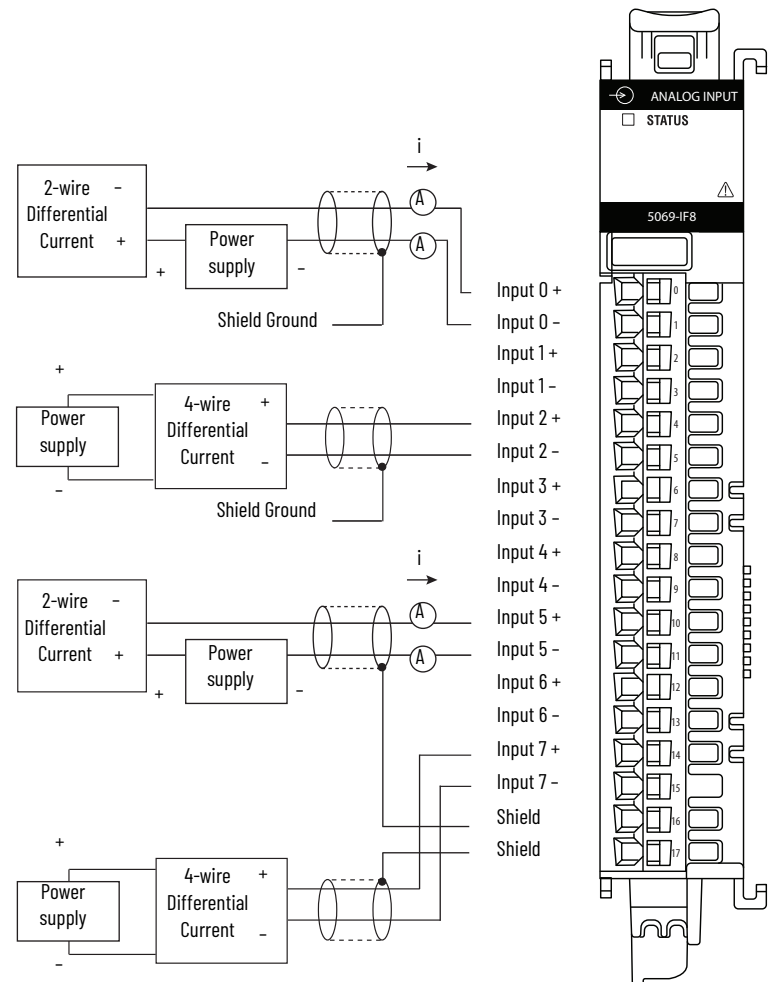 ANALOG INPUT
STATUS
5069-IF8
i
2-wire –
Differential
Current +
A
A
+
Power
supply
–
Shield Ground
Input 0 +
Input 0 –
Input 1 +
Input 1 –
Input 2 +
Input 2 –
Input 3 +
Input 3 –
Input 4 +
Input 4 –
Input 5 +
Input 5 –
Input 6 +
Input 6 –
Input 7 +
Input 7 –
Shield
Shield
+
Power
supply
–
4-wire +
Differential
Current –
Shield Ground
i
2-wire –
Differential
Current +
A
A
+
Power
supply
–
+
Power
supply
–
4-wire +
Differential
Current –
0
1
2
3
4
5
6
7
8
9
10
11
12
13
14
15
16
17